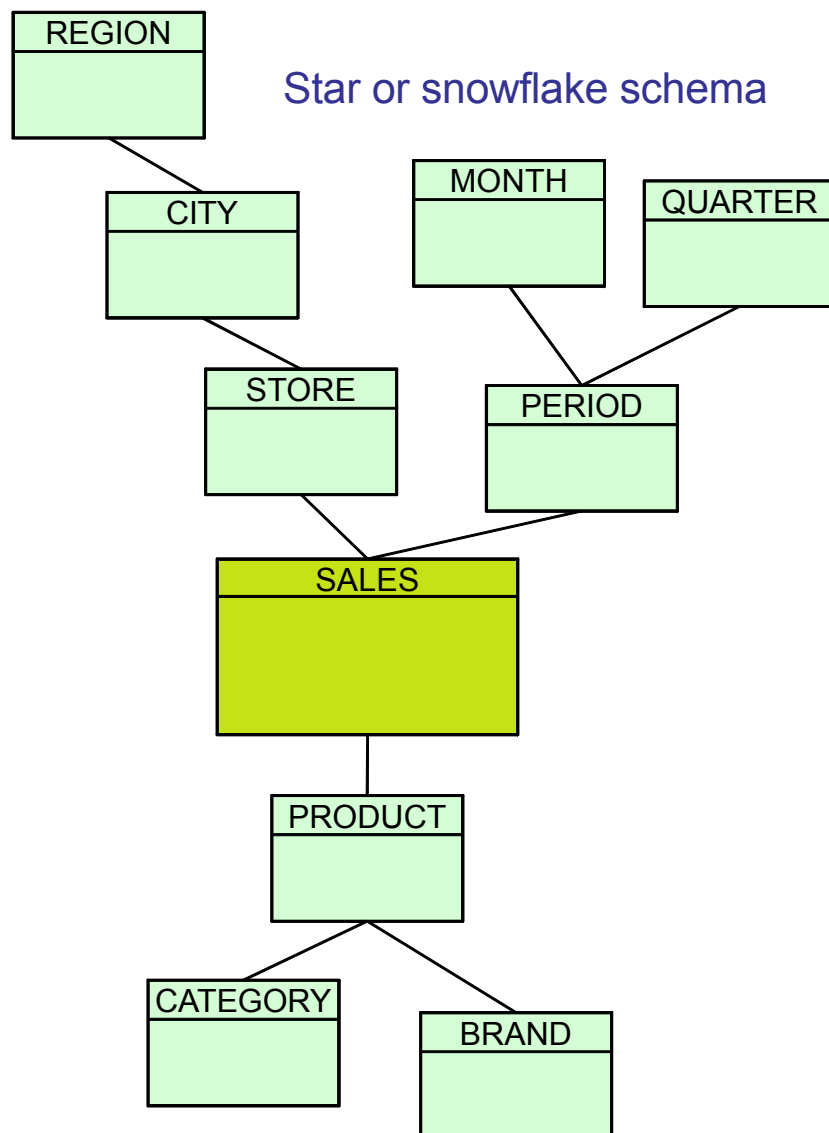 REGION
Star or snowflake schema
MONTH
QUARTER
CITY
STORE
PERIOD
SALES
PRODUCT
CATEGORY
BRAND